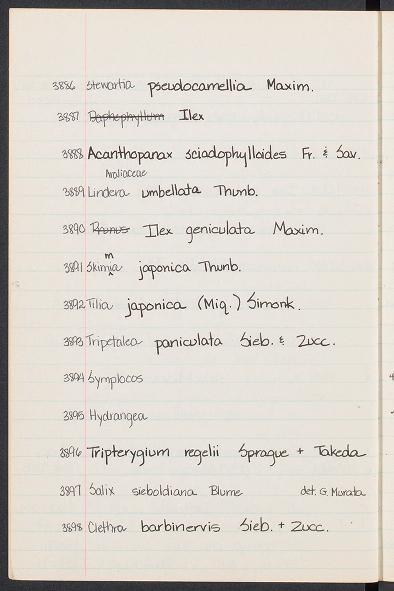 3886 Stewartia pseudocamellia Maxim.
3887 Daphnphyllum Ilex
3888 Acanthopanax sciadophylloides Fr. & Sav.
Araliaceae
3889 Lindera umbellata Thunb.
3890 Prunus Ilex geniculata Maxim.
3891 Skimmia japonica Thunb.
3892 Tilia japonica (Miq.) Simonk.
3893 Tripetalea paniculata Sieb. & Zucc.
3894 Symplocos
3895 Hydrangea
3896 Tripterygium regelii Sprague + Takeda
3897 Salix sieboldiana Blume det. G. Murata
3898 Clethra barbinervis Sieb. + Zucc.